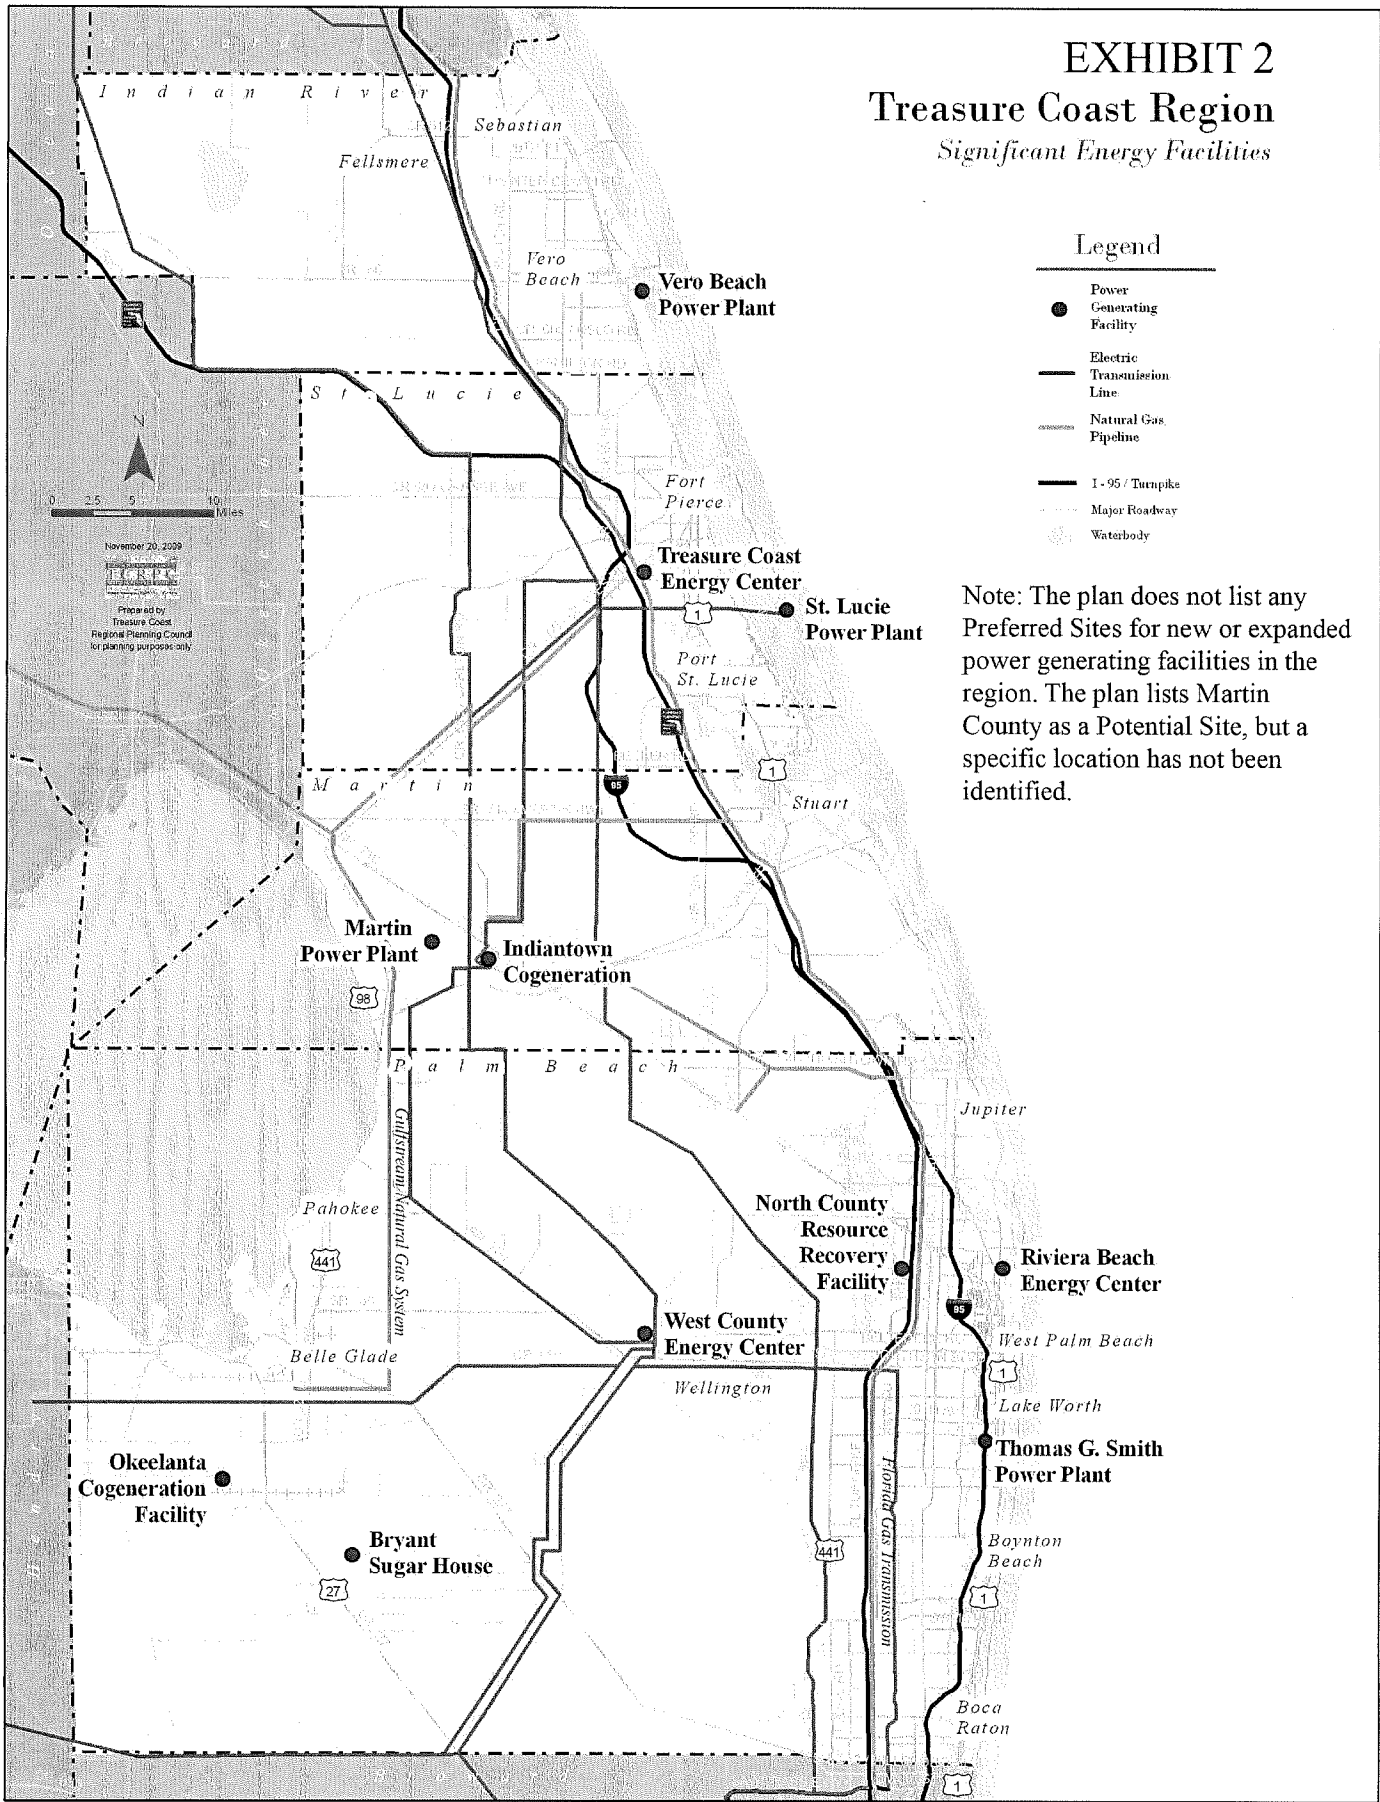 EXHIBIT 2
Treasure Coast Region
Significant Energy Facilities
Legend
Power
Generating
Facility
Electric
Transmission
Line
Natural Gas
Pipeline
I - 95 / Turnpike
Major Roadway
Waterbody
Note: The plan does not list any
Preferred Sites for new or expanded
power generating facilities in the
region. The plan lists Martin
County as a Potential Site, but a
specific location has not been
identified.
Indian River
Sebastian
Fellsmere
Vero
Beach
Vero Beach
Power Plant
St. Lucie
N
0 2.5 5 10
Miles
November 20, 2009
Prepared by
Treasure Coast
Regional Planning Council
for planning purposes only
Fort
Pierce
Treasure Coast
Energy Center
1
St. Lucie
Power Plant
Port
St. Lucie
Martin
95
1
Stuart
Martin
Power Plant
Indiantown
Cogeneration
98
Palm Beach
Jupiter
Gulfstream Natural Gas System
Pahokee
441
North County
Resource
Recovery
Facility
Riviera Beach
Energy Center
95
West County
Energy Center
West Palm Beach
Belle Glade
1
Wellington
Lake Worth
Thomas G. Smith
Power Plant
Okeelanta
Cogeneration
Facility
Florida Gas Transmission
Bryant
Sugar House
27
441
Boynton
Beach
1
Boca
Raton
1